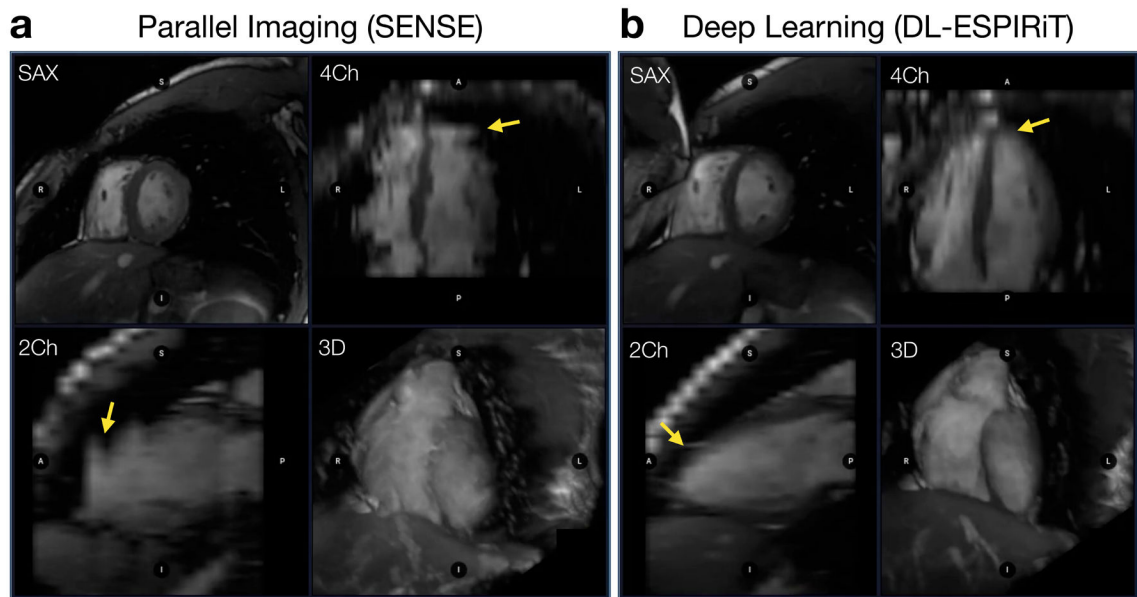 a Parallel Imaging (SENSE)
SAX
S
R
L
I
4Ch
A
R
L
P
2Ch
S
A
P
I
3D
S
R
L
I
b Deep Learning (DL-ESPIRiT)
SAX
S
R
L
I
4Ch
A
R
L
P
2Ch
S
A
P
I
3D
S
R
L
I